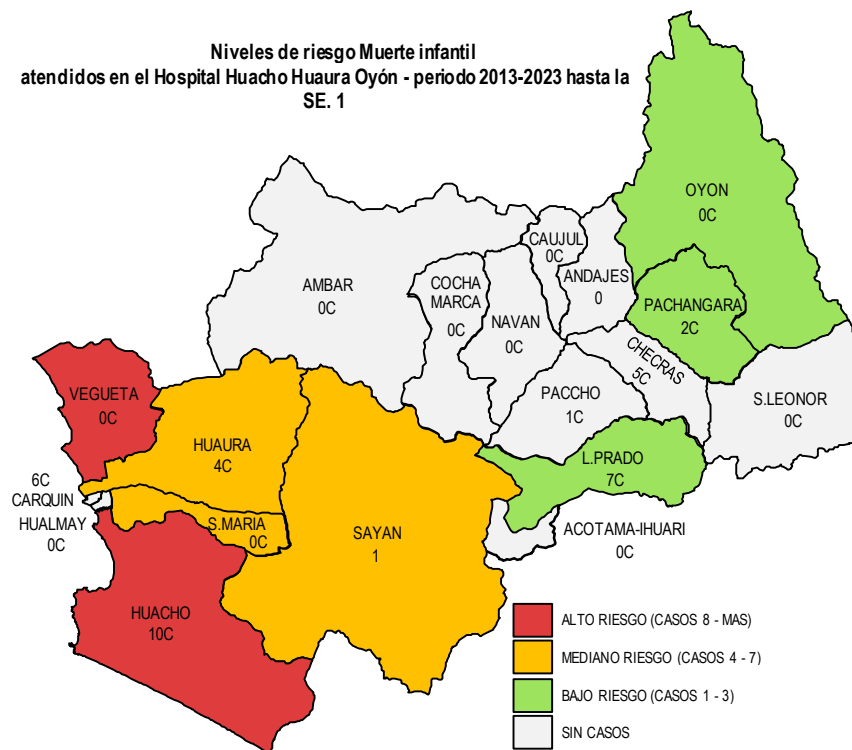 Niveles de riesgo Muerte infantil
atendidos en el Hospital Huacho Huaura Oyón - periodo 2013-2023 hasta la
SE. 1
OYON
0C
CAUJUL
0C
ANDAJES
0
AMBAR
0C
COCHA
MARCA
0C
NAVAN
0C
PACHANGARA
2C
CHECRAS
5C
VEGUETA
0C
PACCHO
1C
S.LEONOR
0C
HUAURA
4C
L.PRADO
7C
6C
CARQUIN
HUALMAY
0C
S.MARIA
0C
SAYAN
1
ACOTAMA-IHUARI
0C
HUACHO
10C
ALTO RIESGO (CASOS 8 - MAS)
MEDIANO RIESGO (CASOS 4 - 7)
BAJO RIESGO (CASOS 1 - 3)
SIN CASOS